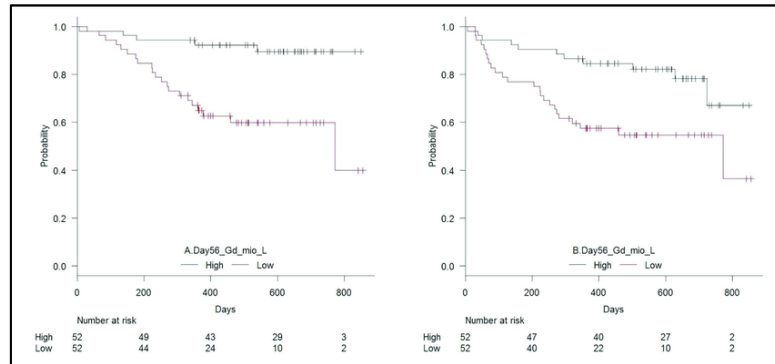 1.0
0.8
0.6
0.4
0.2
0.0
Probability
A.Day56_Gd_mio_L
High Low
0 200 400 600 800
Days
Number at risk
High 52 49 43 29 3
Low 52 44 24 10 2
1.0
0.8
0.6
0.4
0.2
0.0
Probability
B.Day56_Gd_mio_L
High Low
0 200 400 600 800
Days
Number at risk
High 52 47 40 27 2
Low 52 40 22 10 2